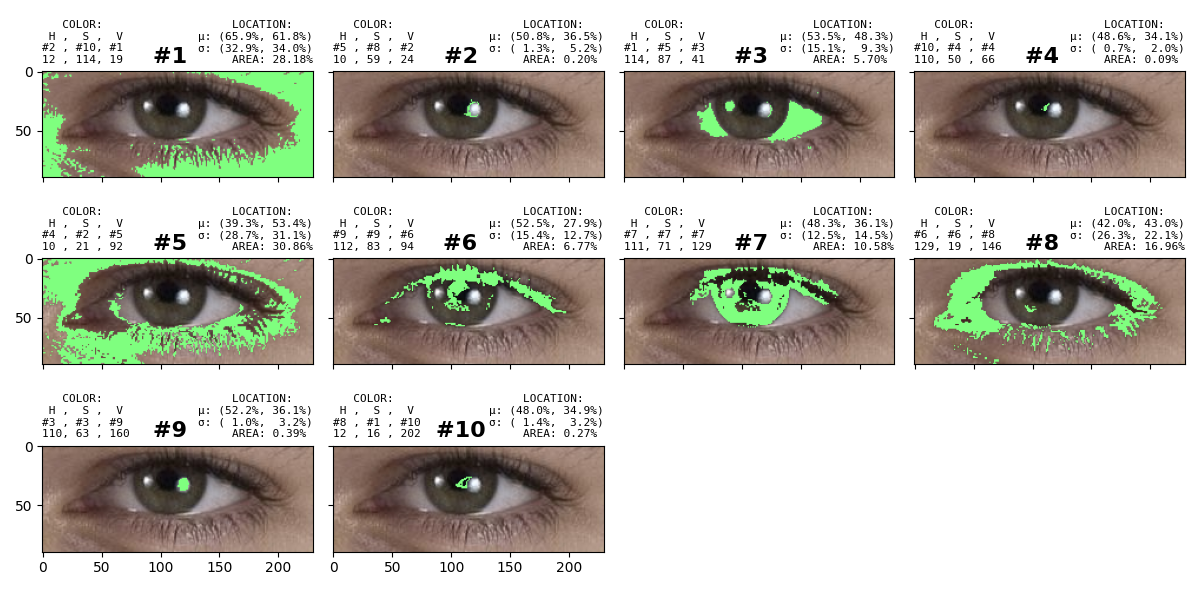 COLOR: LOCATION:
H , S , V μ: (65.9%, 61.8%)
#2 , #10, #1 σ: (32.9%, 34.0%)
12 , 114, 19 #1 AREA: 28.18%
COLOR: LOCATION:
H , S , V μ: (50.8%, 36.5%)
#5 , #8 , #2 σ: ( 1.3%, 5.2%)
10 , 59 , 24 #2 AREA: 0.20%
COLOR: LOCATION:
H , S , V μ: (53.5%, 48.3%)
#1 , #5 , #3 σ: (15.1%, 9.3%)
114, 87 , 41 #3 AREA: 5.70%
COLOR: LOCATION:
H , S , V μ: (48.6%, 34.1%)
#10, #4 , #4 σ: ( 0.7%, 2.0%)
110, 50 , 66 #4 AREA: 0.09%
0
50
COLOR: LOCATION:
H , S , V μ: (39.3%, 53.4%)
#4 , #2 , #5 σ: (28.7%, 31.1%)
10 , 21 , 92 #5 AREA: 30.86%
COLOR: LOCATION:
H , S , V μ: (52.5%, 27.9%)
#9 , #9 , #6 σ: (15.4%, 12.7%)
112, 83 , 94 #6 AREA: 6.77%
COLOR: LOCATION:
H , S , V μ: (48.3%, 36.1%)
#7 , #7 , #7 σ: (12.5%, 14.5%)
111, 71 , 129 #7 AREA: 10.58%
COLOR: LOCATION:
H , S , V μ: (42.0%, 43.0%)
#6 , #6 , #8 σ: (26.3%, 22.1%)
129, 19 , 146 #8 AREA: 16.96%
0
50
COLOR: LOCATION:
H , S , V μ: (52.2%, 36.1%)
#3 , #3 , #9 σ: ( 1.0%, 3.2%)
110, 63 , 160 #9 AREA: 0.39%
COLOR: LOCATION:
H , S , V μ: (48.0%, 34.9%)
#8 , #1 , #10 σ: ( 1.4%, 3.2%)
12 , 16 , 202 #10 AREA: 0.27%
0
50
0 50 100 150 200
0 50 100 150 200